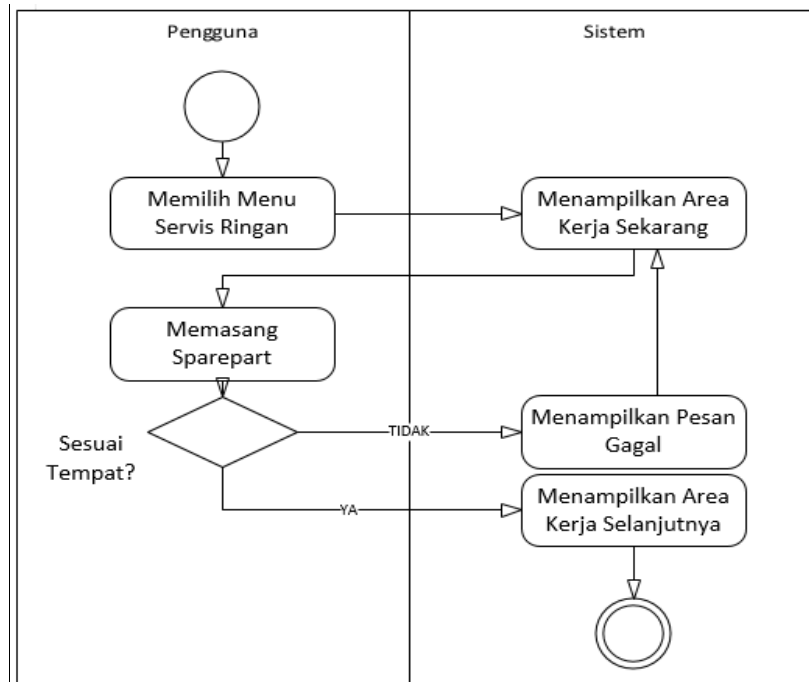 Pengguna
Sistem
Memilih Menu
Servis Ringan
Menampilkan Area
Kerja Sekarang
Memasang
Sparepart
Sesuai
Tempat?
TIDAK
Menampilkan Pesan
Gagal
YA
Menampilkan Area
Kerja Selanjutnya